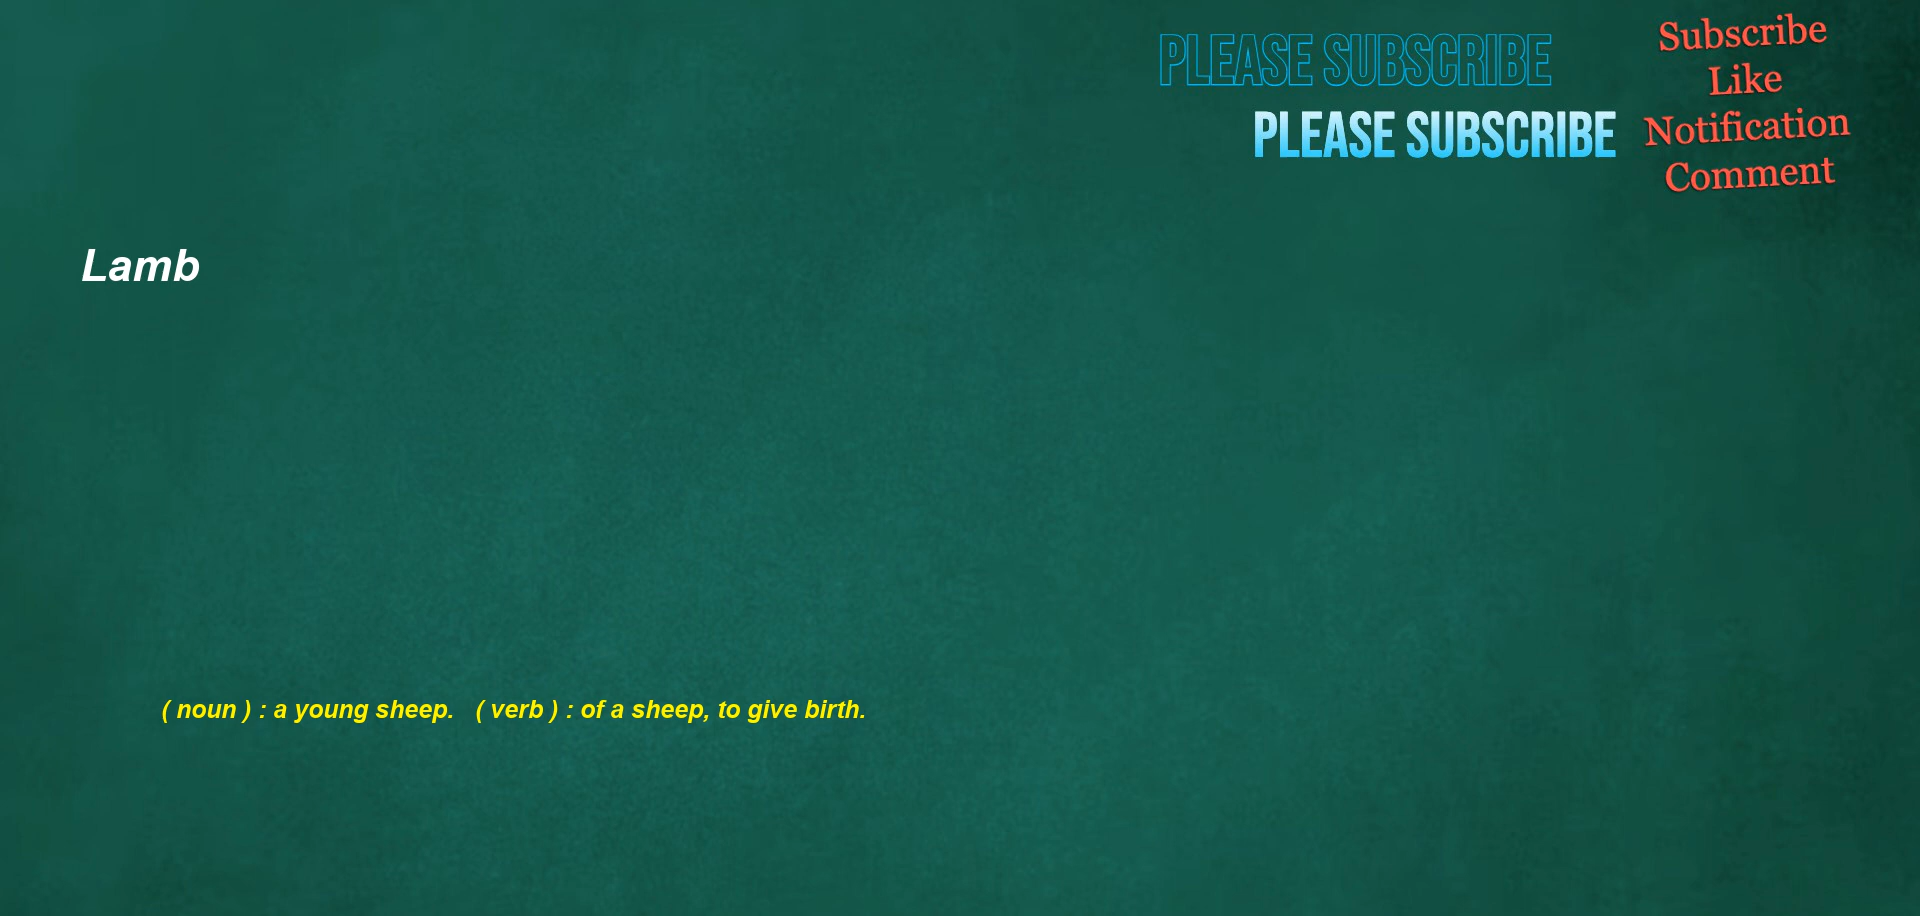 PLEASE SUBSCRIBE
PLEASE SUBSCRIBE
Subscribe
Like
Notification
Comment
Lamb
( noun ) : a young sheep.   ( verb ) : of a sheep, to give birth.